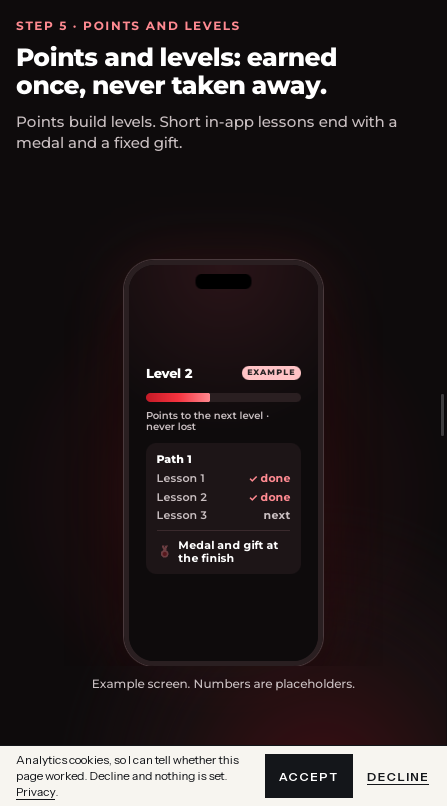 STEP 5 · POINTS AND LEVELS
Points and levels: earned
once, never taken away.
Points build levels. Short in-app lessons end with a
medal and a fixed gift.
Level 2
EXAMPLE
Points to the next level ·
never lost
Path 1
Lesson 1 ✓ done
Lesson 2 ✓ done
Lesson 3 next
Medal and gift at
the finish
Example screen. Numbers are placeholders.
Analytics cookies, so I can tell whether this
page worked. Decline and nothing is set.
Privacy.
ACCEPT
DECLINE